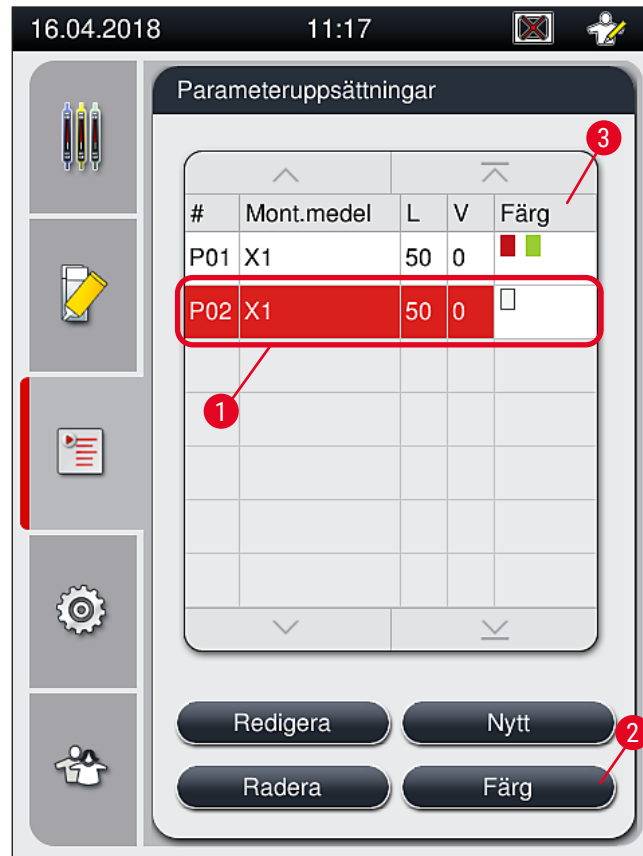 16.04.2018 11:17
Parameteruppsättningar
3
# Mont.medel L V Färg
P01 X1 50 0
P02 X1 50 0
1
Redigera Nytt
2
Radera Färg